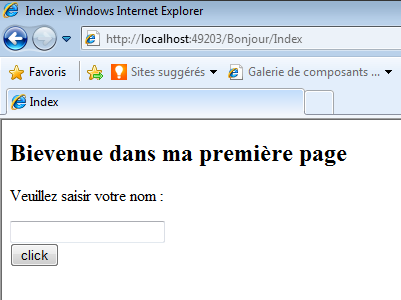 Index - Windows Internet Explorer
http://localhost:49203/Bonjour/Index
Favoris Sites suggérés Galerie de composants ...
Index
Bievenue dans ma première page
Veuillez saisir votre nom :
click